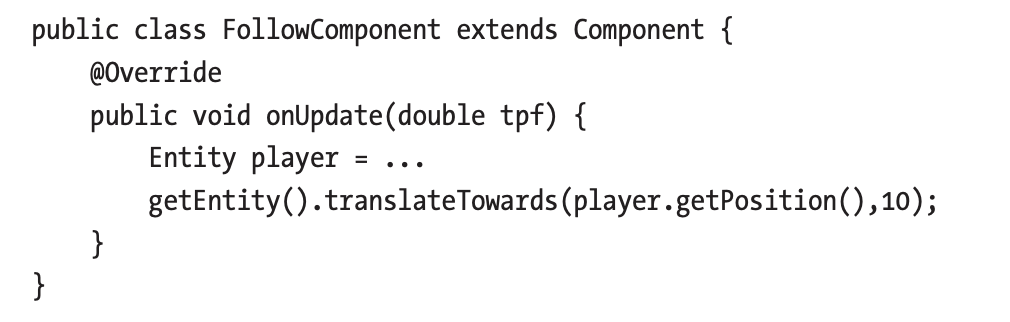 public class FollowComponent extends Component {
@Override
public void onUpdate(double tpf) {
Entity player = ...
getEntity().translateTowards(player.getPosition(),10);
}
}